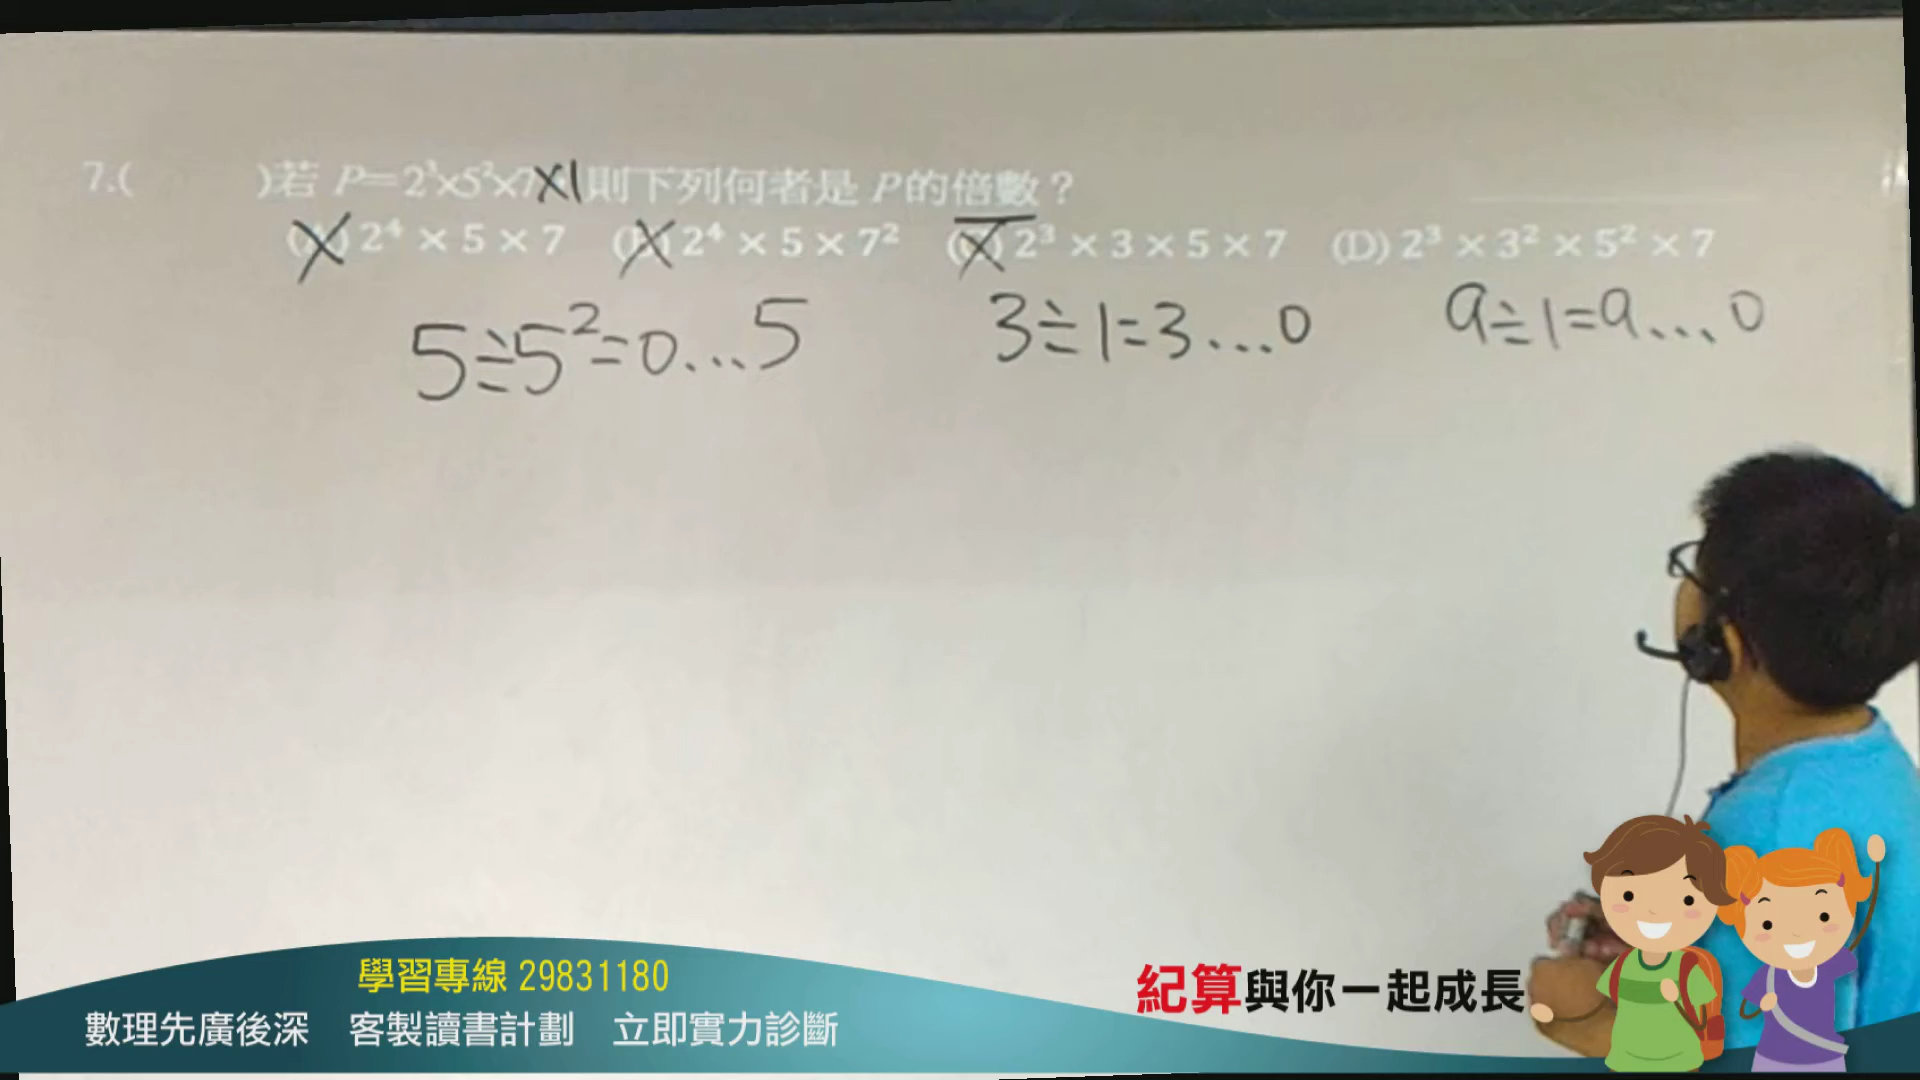 7.( )若 P=2³×5²×7×1則下列何者是 P的倍數？
(A) 2⁴ × 5 × 7 (B) 2⁴ × 5 × 7² (C) 2³ × 3 × 5 × 7 (D) 2³ × 3² × 5² × 7
5÷5²=0...5 3÷1=3...0 9÷1=9...0
學習專線 29831180
數理先廣後深 客製讀書計劃 立即實力診斷
紀算與你一起成長